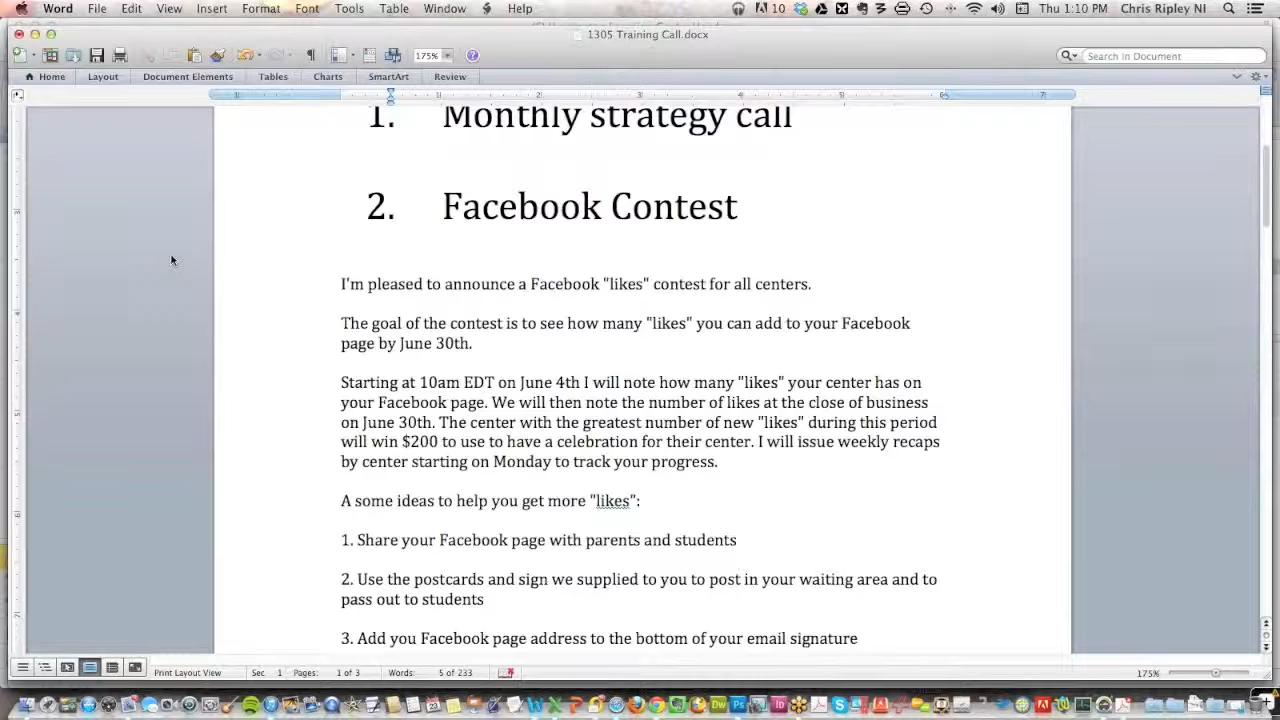 Word File Edit View Insert Format Font Tools Table Window Help 10 Thu 1:10 PM Chris Ripley NI
1305 Training Call.docx
175% Search in Document
Home Layout Document Elements Tables Charts SmartArt Review
1. Monthly strategy call
2. Facebook Contest
I'm pleased to announce a Facebook "likes" contest for all centers.
The goal of the contest is to see how many "likes" you can add to your Facebook
page by June 30th.
Starting at 10am EDT on June 4th I will note how many "likes" your center has on
your Facebook page. We will then note the number of likes at the close of business
on June 30th. The center with the greatest number of new "likes" during this period
will win $200 to use to have a celebration for their center. I will issue weekly recaps
by center starting on Monday to track your progress.
A some ideas to help you get more "likes":
1. Share your Facebook page with parents and students
2. Use the postcards and sign we supplied to you to post in your waiting area and to
pass out to students
3. Add you Facebook page address to the bottom of your email signature
Print Layout View Sec 1 Pages: 1 of 3 Words: 5 of 233 175%